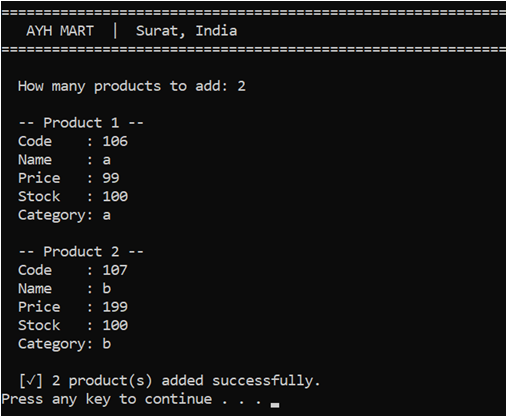 ==============================================================
AYH MART | Surat, India
==============================================================
How many products to add: 2
-- Product 1 --
Code    : 106
Name    : a
Price   : 99
Stock   : 100
Category: a
-- Product 2 --
Code    : 107
Name    : b
Price   : 199
Stock   : 100
Category: b
[✓] 2 product(s) added successfully.
Press any key to continue . . .